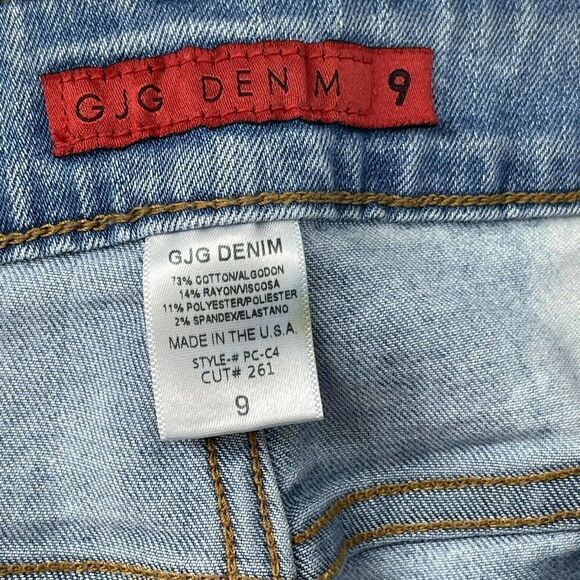 GJG DENIM 9
GJG DENIM
73% COTTON/ALGODON
14% RAYON/VISCOSA
11% POLYESTER/POLIESTER
2% SPANDEX/ELASTANO
MADE IN THE U.S.A.
STYLE-# PC-C4
CUT# 261
9